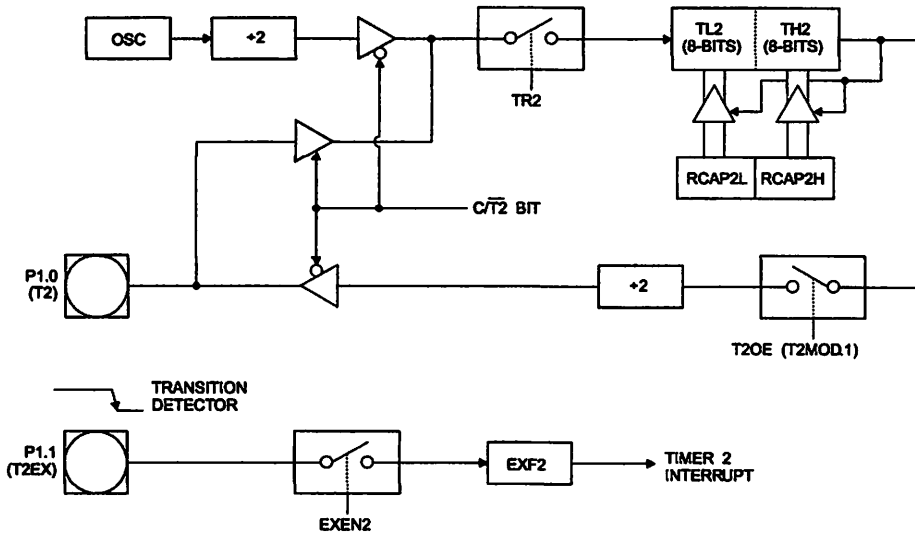 OSC
÷2
TR2
TL2
(8-BITS)
TH2
(8-BITS)
RCAP2L
RCAP2H
C/T2 BIT
P1.0
(T2)
÷2
T2OE (T2MOD.1)
TRANSITION
DETECTOR
P1.1
(T2EX)
EXEN2
EXF2
TIMER 2
INTERRUPT